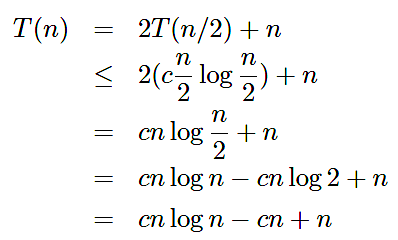 T(n) = 2T(n/2) + n
≤ 2(c n/2 log n/2) + n
= cn log n/2 + n
= cn log n − cn log 2 + n
= cn log n − cn + n